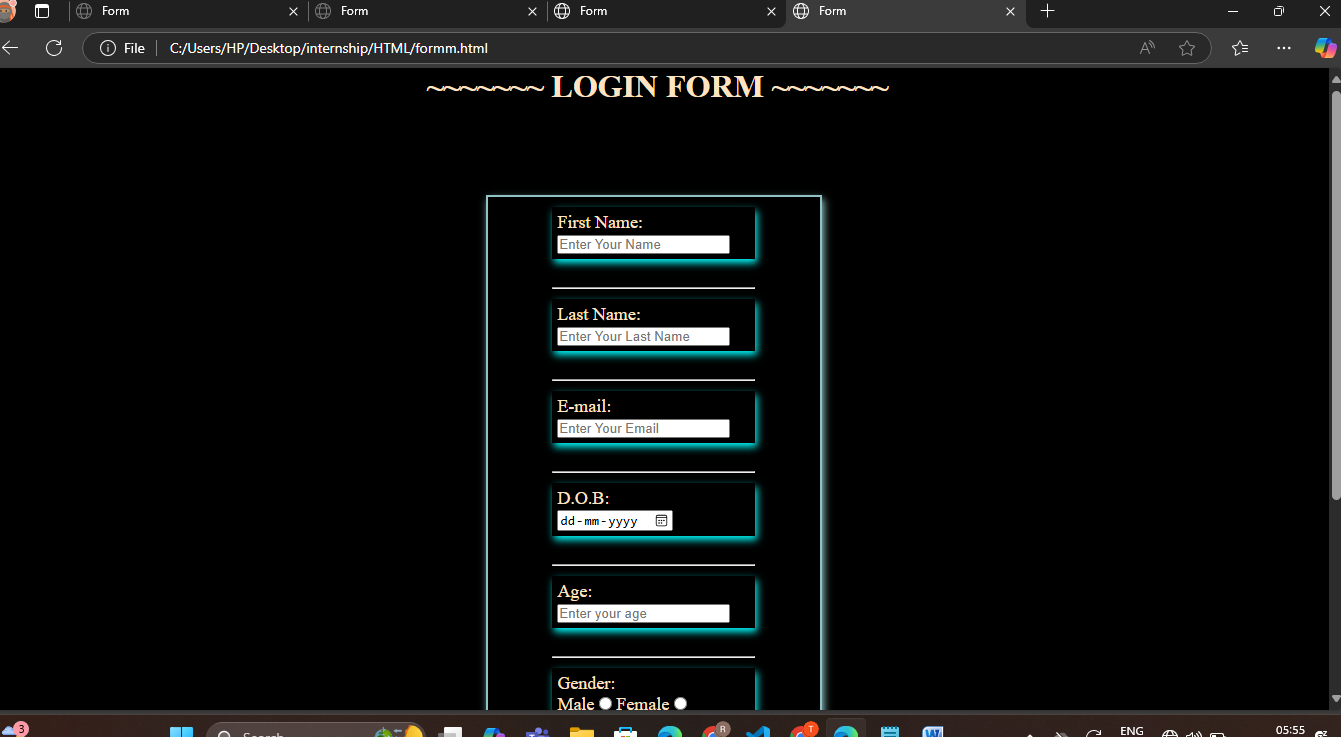 Form
Form
Form
Form
File
C:/Users/HP/Desktop/internship/HTML/formm.html
~~~~~~~ LOGIN FORM ~~~~~~~
First Name:
Enter Your Name
Last Name:
Enter Your Last Name
E-mail:
Enter Your Email
D.O.B:
dd-mm-yyyy
Age:
Enter your age
Gender:
Male Female
3
Search
R
T
ENG
05:55